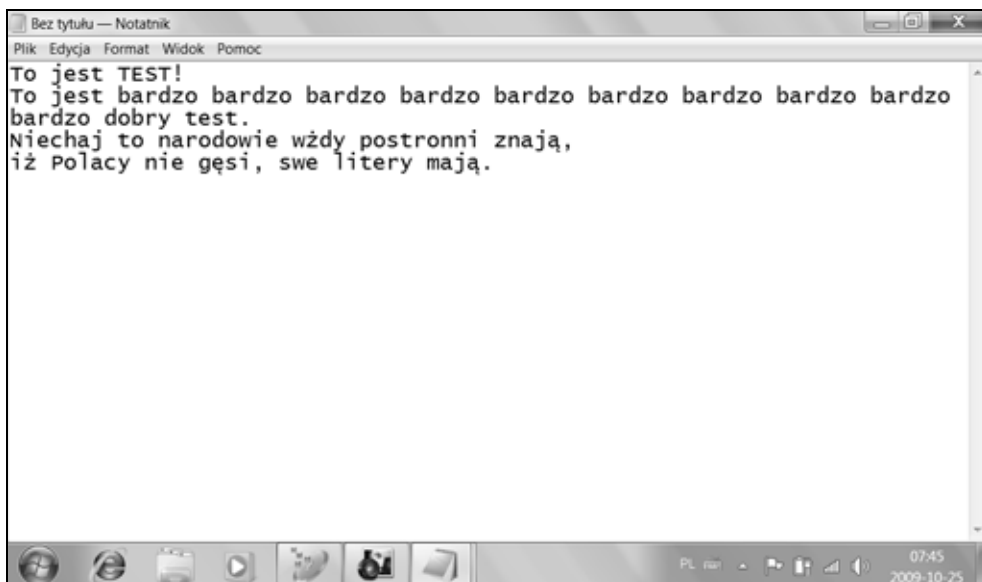 Bez tytułu — Notatnik
Plik Edycja Format Widok Pomoc
To jest TEST!
To jest bardzo bardzo bardzo bardzo bardzo bardzo bardzo bardzo bardzo
bardzo dobry test.
Niechaj to narodowie wżdy postronni znają,
iż Polacy nie gęsi, swe litery mają.
PL
07:45
2009-10-25